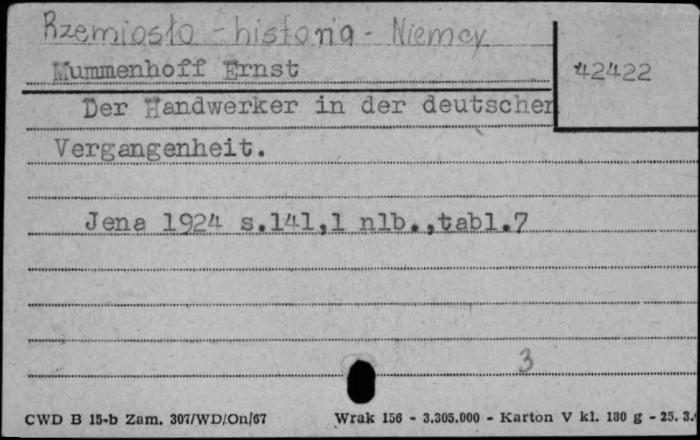 Rzemiosło - historia - Niemcy
Mummenhoff Ernst
42422
Der Handwerker in der deutschen
Vergangenheit.
Jena 1924 s.141,1 nlb.,tabl.7
3
CWD B 15-b Zam. 307/WD/On/67 Wrak 156 - 3.305.000 - Karton V kl. 180 g - 25. 3.